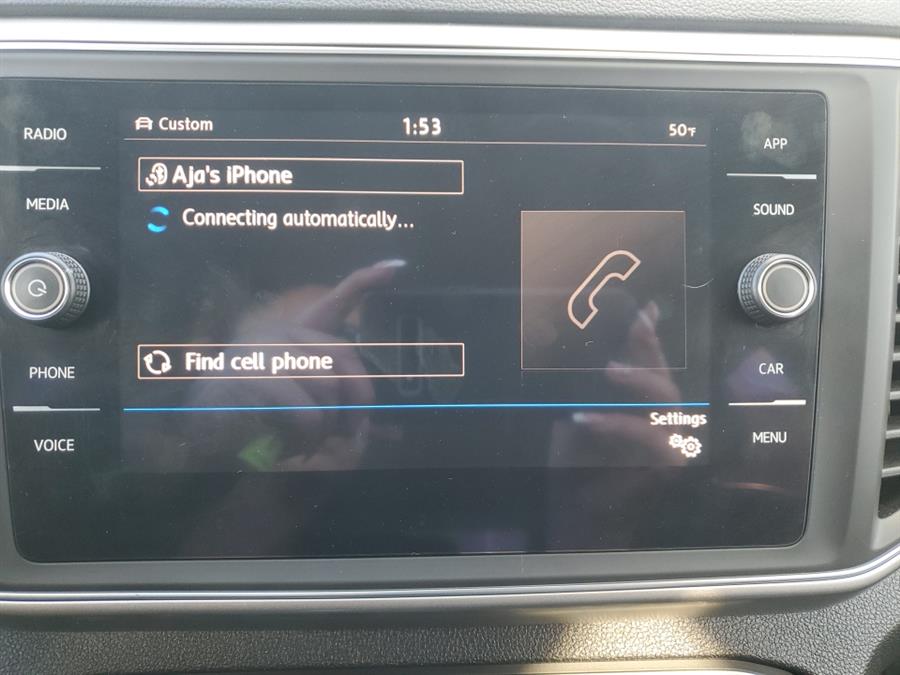 RADIO
MEDIA
PHONE
VOICE
Custom
1:53
50°F
Aja's iPhone
Connecting automatically...
Find cell phone
Settings
APP
SOUND
CAR
MENU